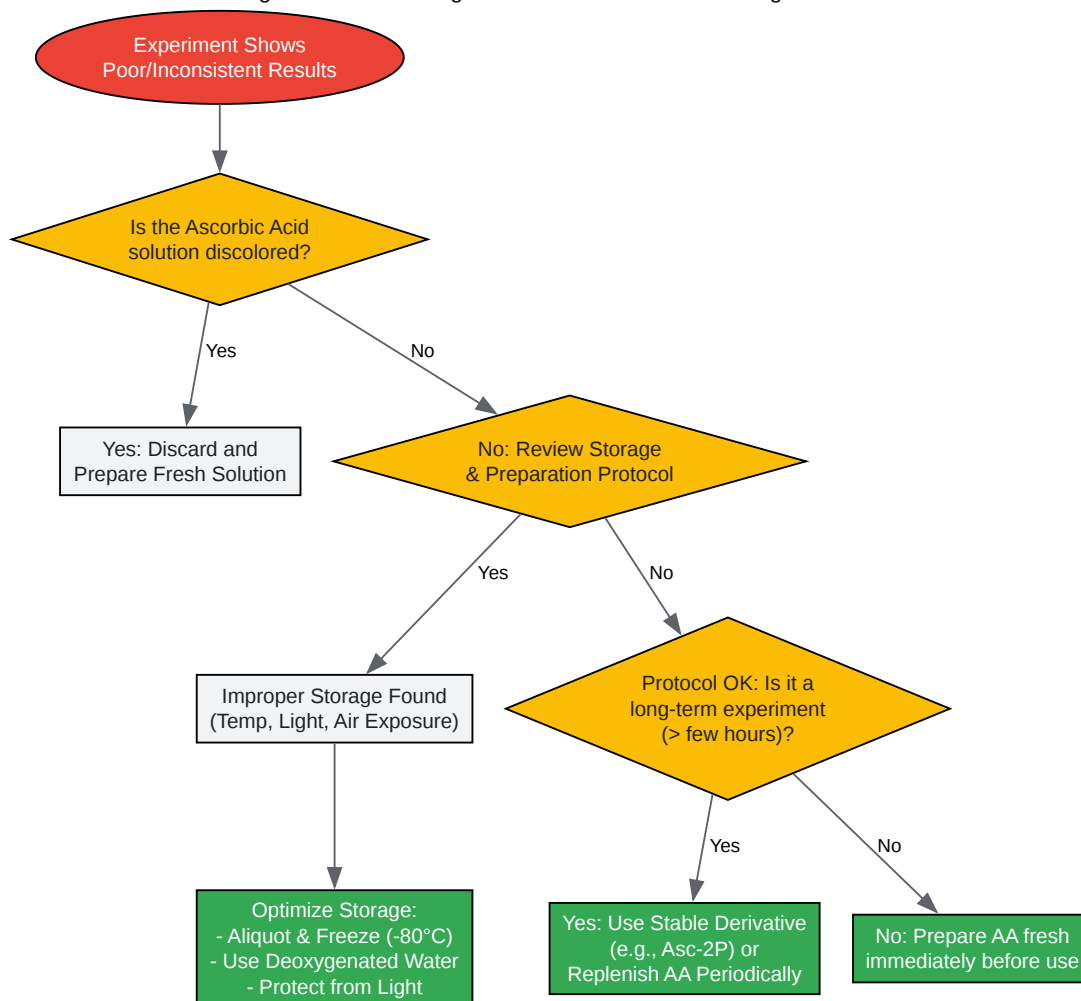 Experiment Shows
Poor/Inconsistent Results
Is the Ascorbic Acid
solution discolored?
Yes
No
Yes: Discard and
Prepare Fresh Solution
No: Review Storage
& Preparation Protocol
Yes
No
Improper Storage Found
(Temp, Light, Air Exposure)
Protocol OK: Is it a
long-term experiment
(> few hours)?
Yes
No
Optimize Storage:
- Aliquot & Freeze (-80°C)
- Use Deoxygenated Water
- Protect from Light
Yes: Use Stable Derivative
(e.g., Asc-2P) or
Replenish AA Periodically
No: Prepare AA fresh
immediately before use